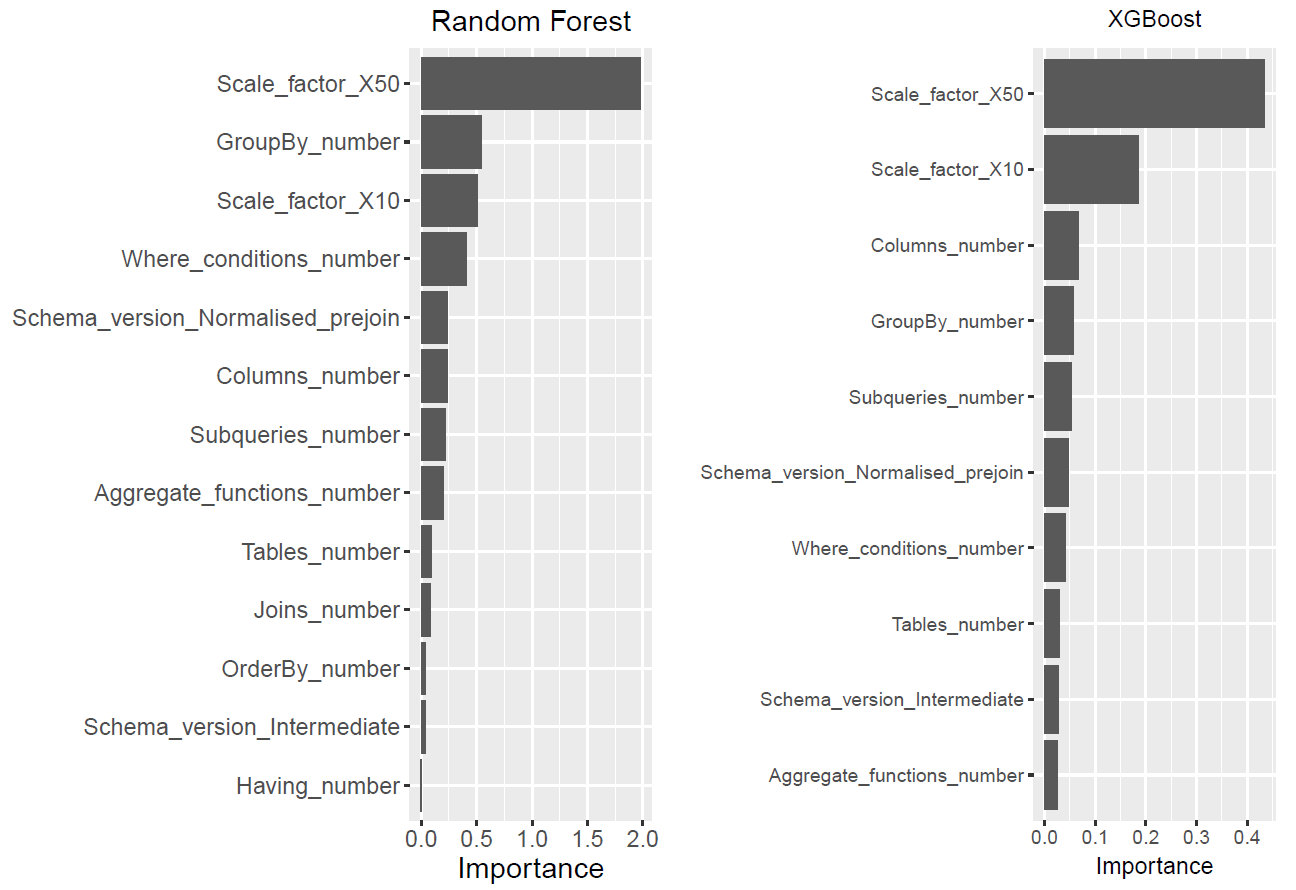 Random Forest
Scale_factor_X50
GroupBy_number
Scale_factor_X10
Where_conditions_number
Schema_version_Normalised_prejoin
Columns_number
Subqueries_number
Aggregate_functions_number
Tables_number
Joins_number
OrderBy_number
Schema_version_Intermediate
Having_number
0.0 0.5 1.0 1.5 2.0
Importance
XGBoost
Scale_factor_X50
Scale_factor_X10
Columns_number
GroupBy_number
Subqueries_number
Schema_version_Normalised_prejoin
Where_conditions_number
Tables_number
Schema_version_Intermediate
Aggregate_functions_number
0.0 0.1 0.2 0.3 0.4
Importance